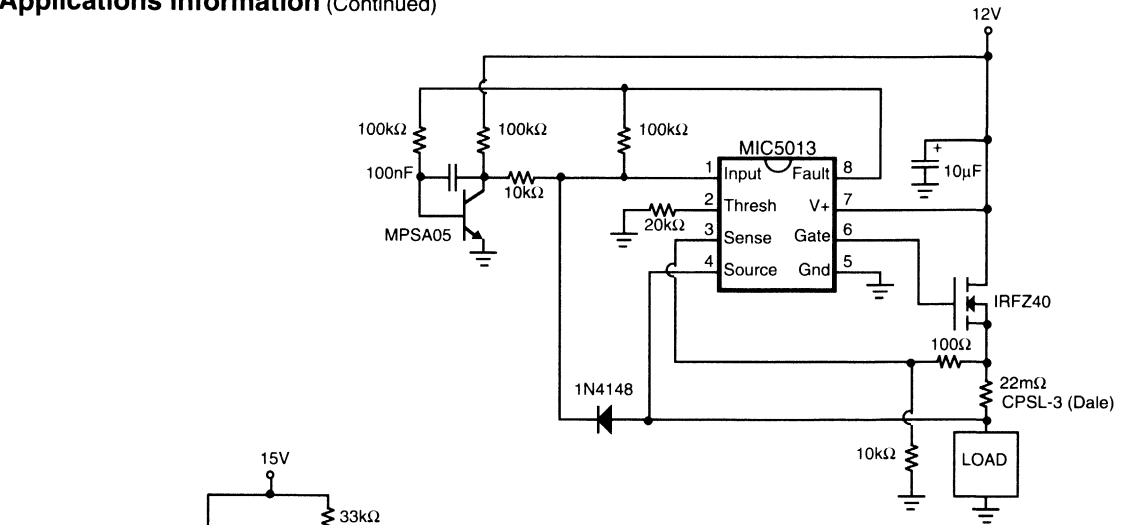 Applications Information (Continued)
12V
100kΩ
100kΩ
100kΩ
MIC5013
+
10µF
100nF
10kΩ
1
Input
Fault
8
2
Thresh
V+
7
20kΩ
3
Sense
Gate
6
MPSA05
4
Source
Gnd
5
IRFZ40
100Ω
22mΩ
CPSL-3 (Dale)
1N4148
10kΩ
LOAD
15V
33kΩ